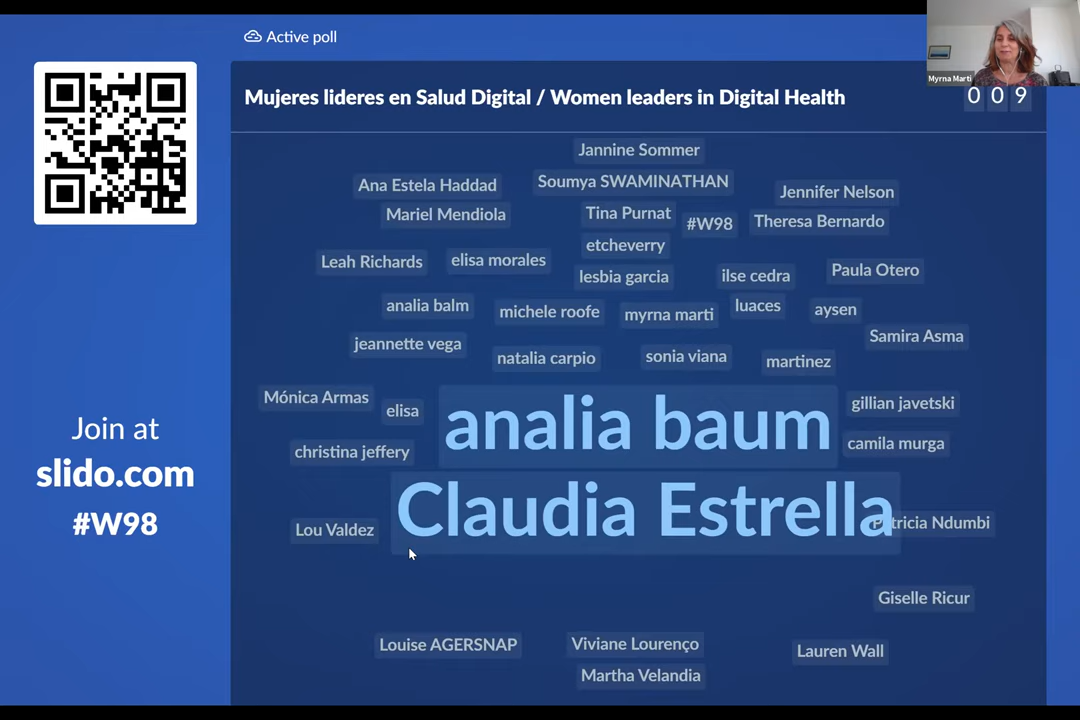 Active poll
Myrna Marti
Mujeres lideres en Salud Digital / Women leaders in Digital Health
0 0 9
Jannine Sommer
Ana Estela Haddad
Soumya SWAMINATHAN
Jennifer Nelson
Mariel Mendiola
Tina Purnat
#W98
Theresa Bernardo
etcheverry
Leah Richards
elisa morales
lesbia garcia
ilse cedra
Paula Otero
analia balm
michele roofe
myrna marti
luaces
aysen
jeannette vega
natalia carpio
sonia viana
martinez
Samira Asma
Mónica Armas
elisa
analia baum
gillian javetski
christina jeffery
camila murga
Lou Valdez
Claudia Estrella
Ndumbi
Giselle Ricur
Louise AGERSNAP
Viviane Lourenço
Lauren Wall
Martha Velandia
Join at
slido.com
#W98